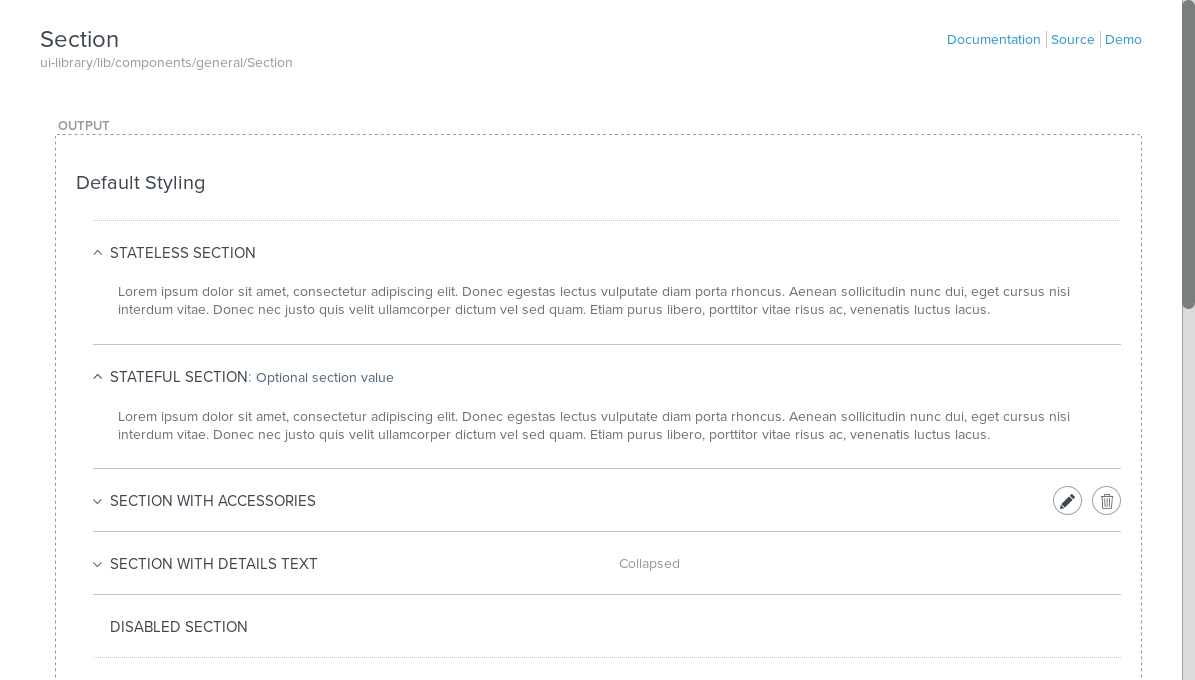 Section
Documentation Source Demo
ui-library/lib/components/general/Section
OUTPUT
Default Styling
STATELESS SECTION
Lorem ipsum dolor sit amet, consectetur adipiscing elit. Donec egestas lectus vulputate diam porta rhoncus. Aenean sollicitudin nunc dui, eget cursus nisi
interdum vitae. Donec nec justo quis velit ullamcorper dictum vel sed quam. Etiam purus libero, porttitor vitae risus ac, venenatis luctus lacus.
STATEFUL SECTION: Optional section value
Lorem ipsum dolor sit amet, consectetur adipiscing elit. Donec egestas lectus vulputate diam porta rhoncus. Aenean sollicitudin nunc dui, eget cursus nisi
interdum vitae. Donec nec justo quis velit ullamcorper dictum vel sed quam. Etiam purus libero, porttitor vitae risus ac, venenatis luctus lacus.
SECTION WITH ACCESSORIES
SECTION WITH DETAILS TEXT Collapsed
DISABLED SECTION